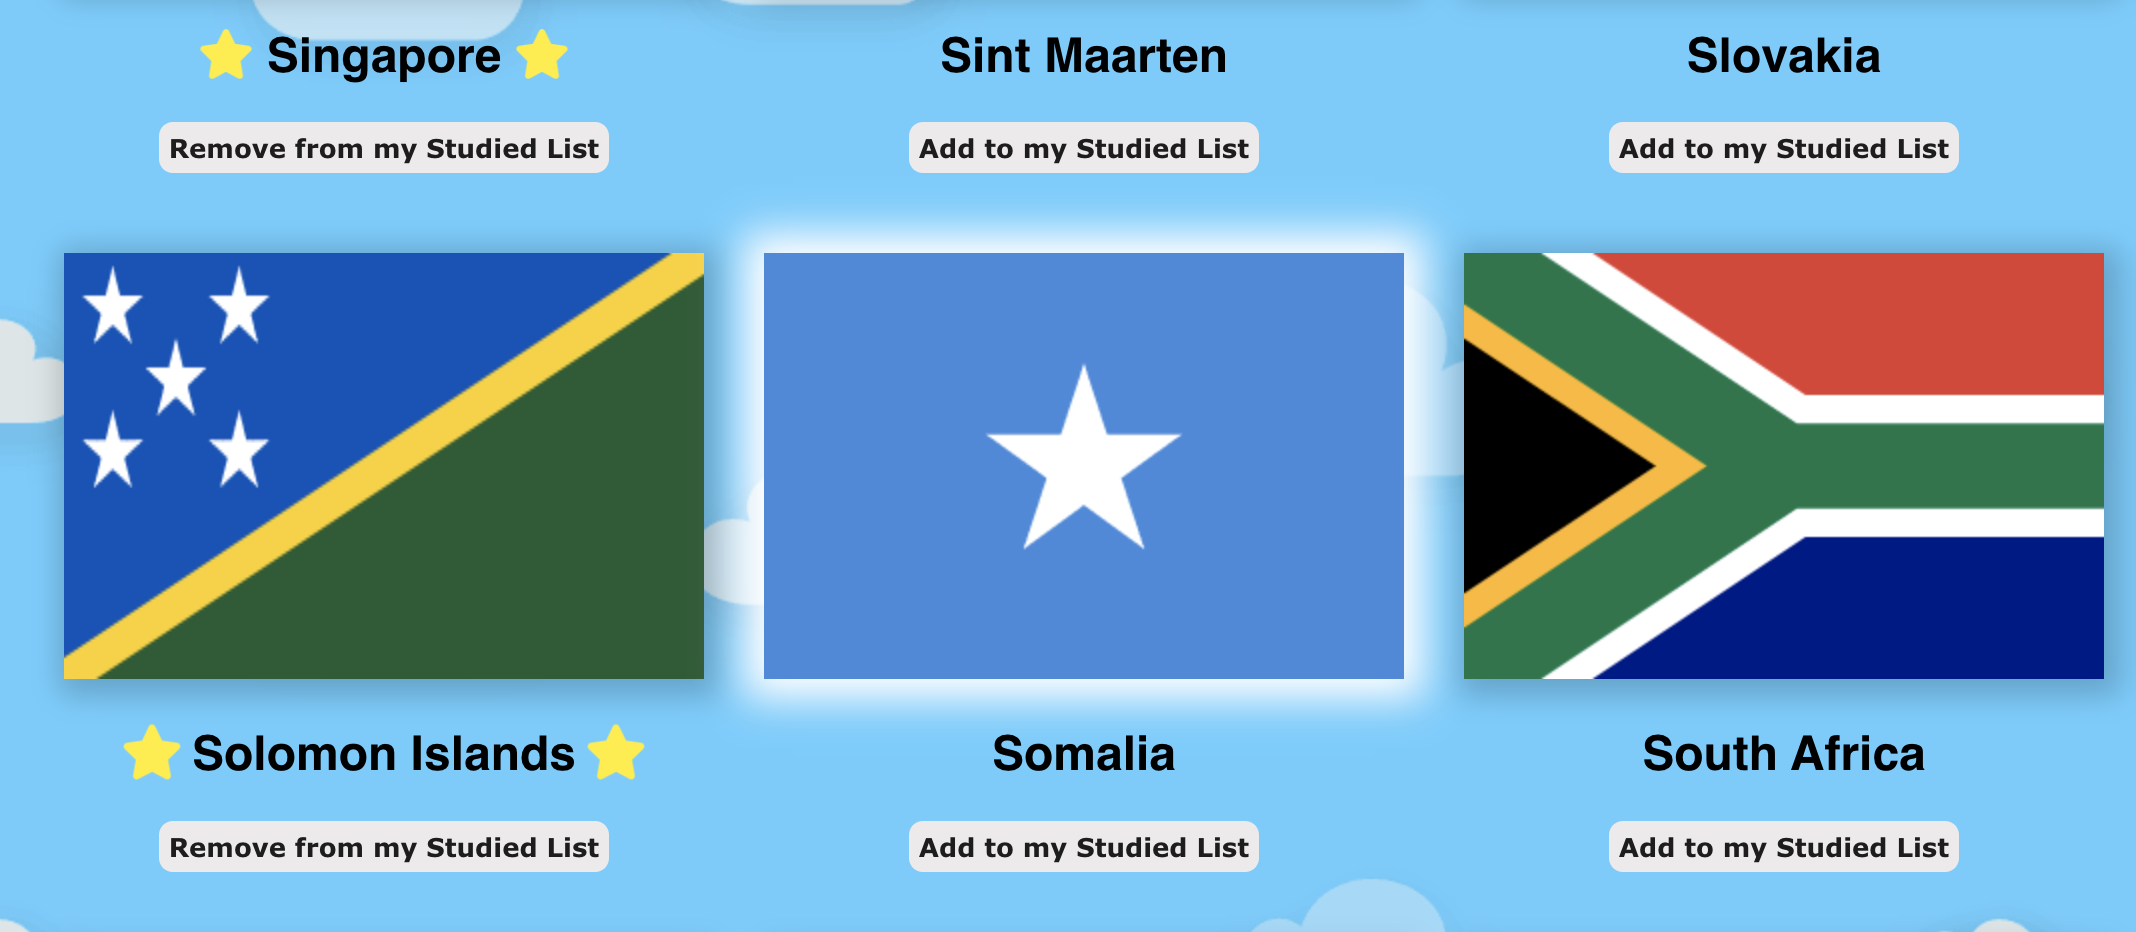 Singapore
Sint Maarten
Slovakia
Remove from my Studied List
Add to my Studied List
Add to my Studied List
Solomon Islands
Somalia
South Africa
Remove from my Studied List
Add to my Studied List
Add to my Studied List